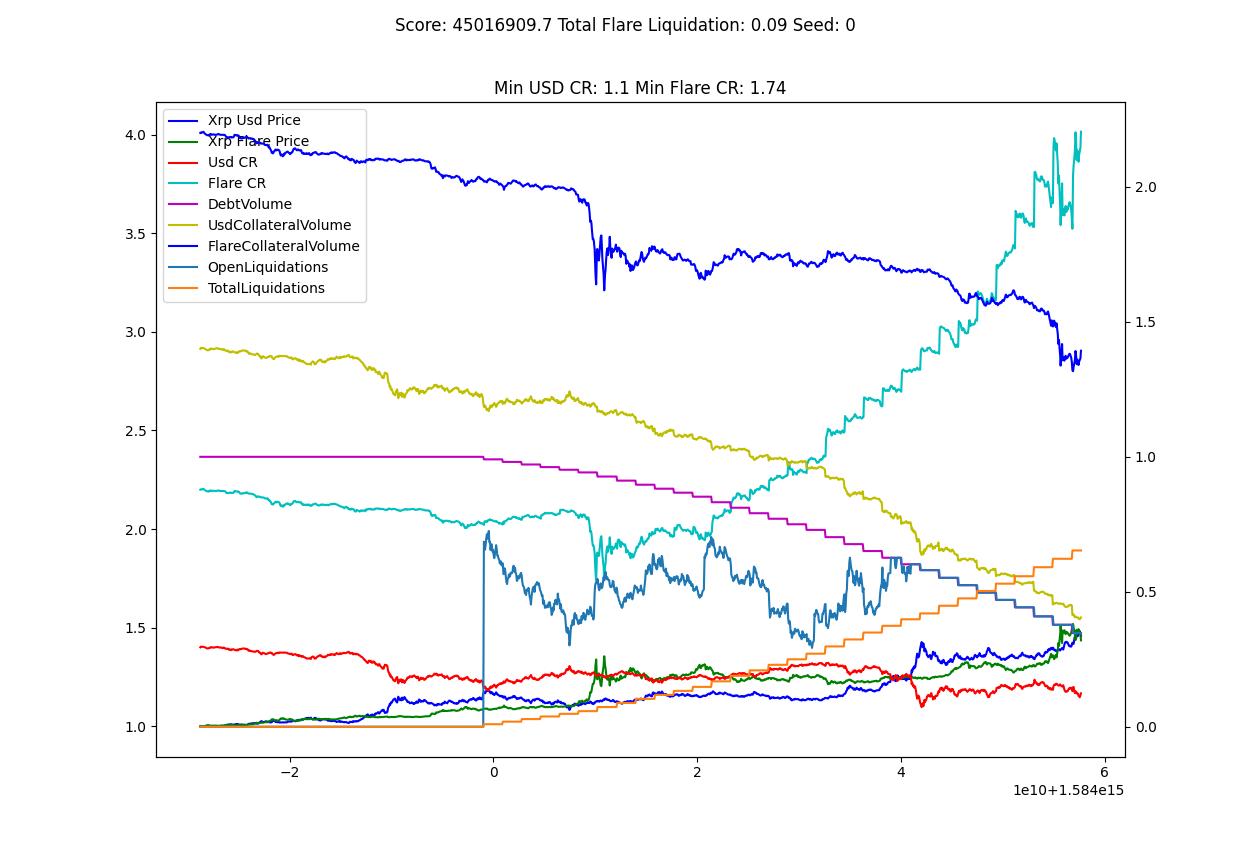 Score: 45016909.7 Total Flare Liquidation: 0.09 Seed: 0
Min USD CR: 1.1 Min Flare CR: 1.74
Xrp Usd Price
Xrp Flare Price
Usd CR
Flare CR
DebtVolume
UsdCollateralVolume
FlareCollateralVolume
OpenLiquidations
TotalLiquidations
4.0
3.5
3.0
2.5
2.0
1.5
1.0
2.0
1.5
1.0
0.5
0.0
−2 0 2 4 6
1e10+1.584e15